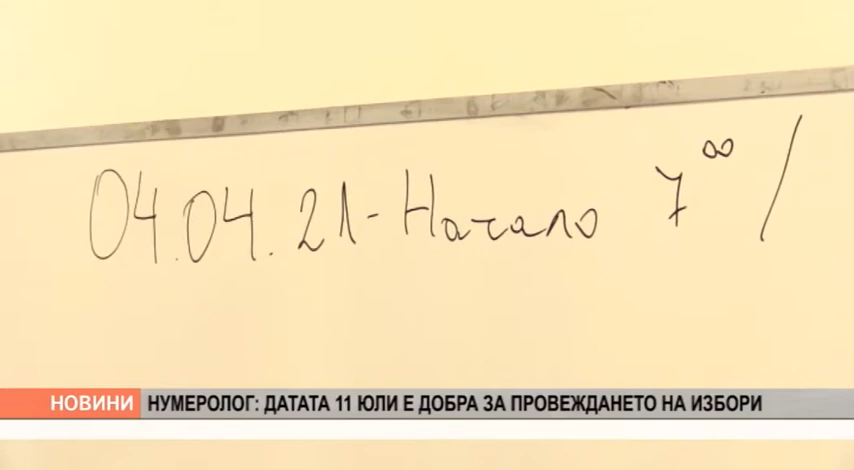 04.04.21-Начало 7⁰⁰ /
НОВИНИ НУМЕРОЛОГ: ДАТАТА 11 ЮЛИ Е ДОБРА ЗА ПРОВЕЖДАНЕТО НА ИЗБОРИ